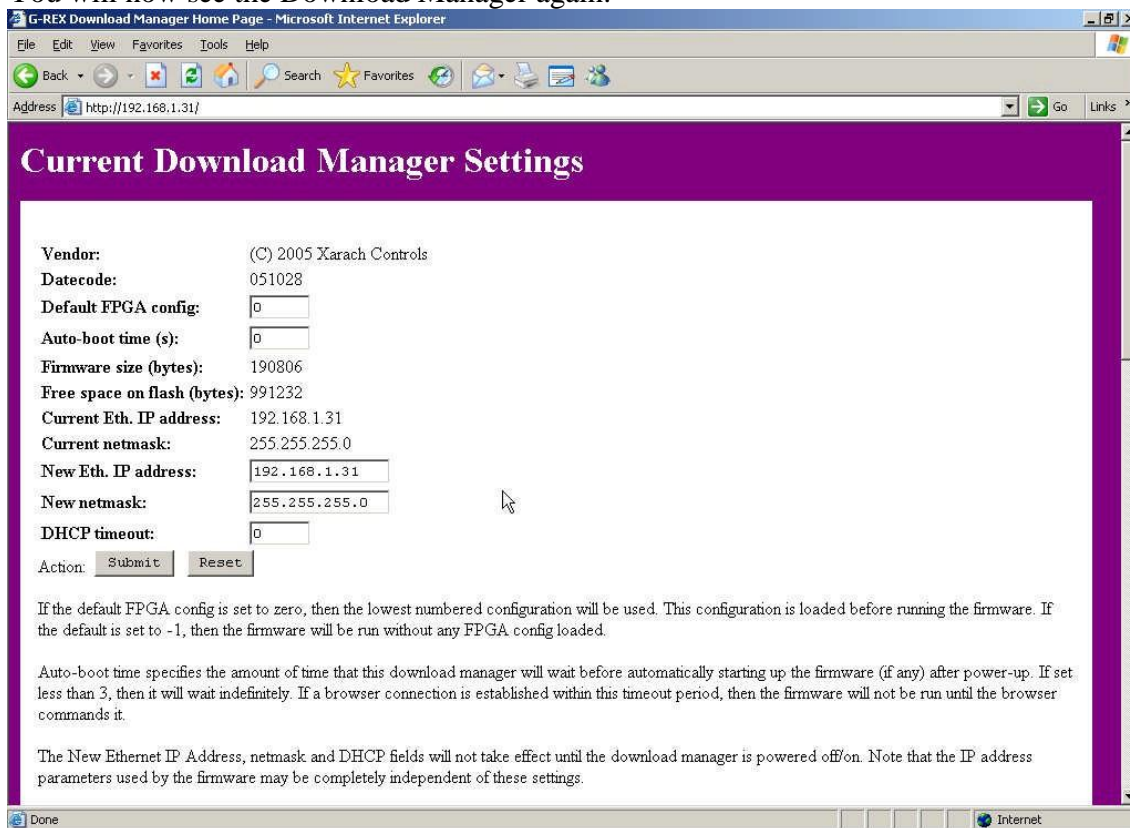 You will now see the Download Manager again:
G-REX Download Manager Home Page - Microsoft Internet Explorer
File Edit View Favorites Tools Help
Back Search Favorites
Address http://192.168.1.31/ Go Links »
Current Download Manager Settings
Vendor: (C) 2005 Xarach Controls
Datecode: 051028
Default FPGA config: 0
Auto-boot time (s): 0
Firmware size (bytes): 190806
Free space on flash (bytes): 991232
Current Eth. IP address: 192.168.1.31
Current netmask: 255.255.255.0
New Eth. IP address: 192.168.1.31
New netmask: 255.255.255.0
DHCP timeout: 0
Action: Submit Reset
If the default FPGA config is set to zero, then the lowest numbered configuration will be used. This configuration is loaded before running the firmware. If
the default is set to -1, then the firmware will be run without any FPGA config loaded.
Auto-boot time specifies the amount of time that this download manager will wait before automatically starting up the firmware (if any) after power-up. If set
less than 3, then it will wait indefinitely. If a browser connection is established within this timeout period, then the firmware will not be run until the browser
commands it.
The New Ethernet IP Address, netmask and DHCP fields will not take effect until the download manager is powered off/on. Note that the IP address
parameters used by the firmware may be completely independent of these settings.
Done Internet